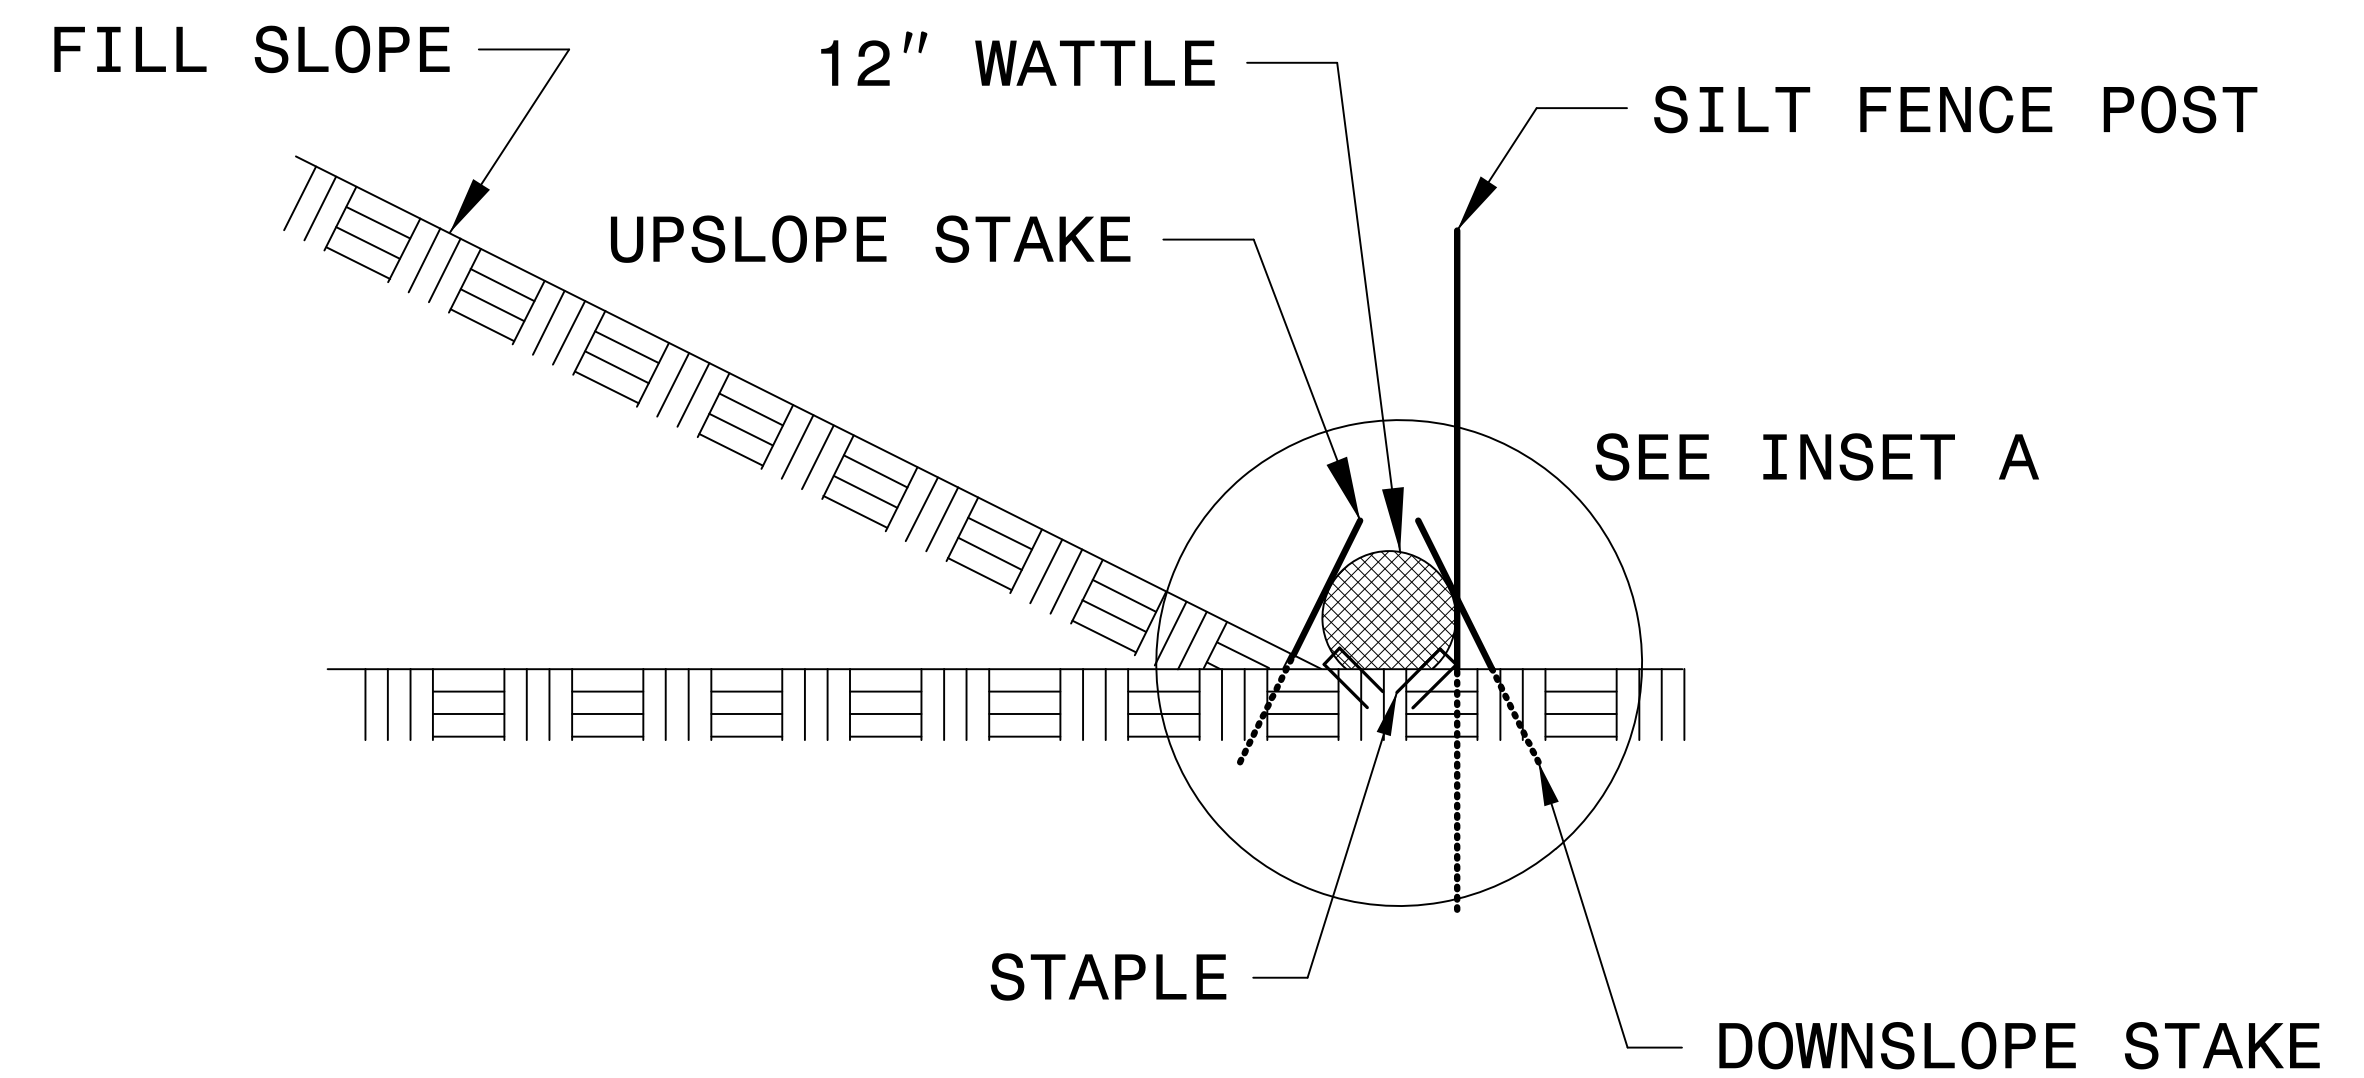 FILL SLOPE
12" WATTLE
SILT FENCE POST
UPSLOPE STAKE
SEE INSET A
STAPLE
DOWNSLOPE STAKE